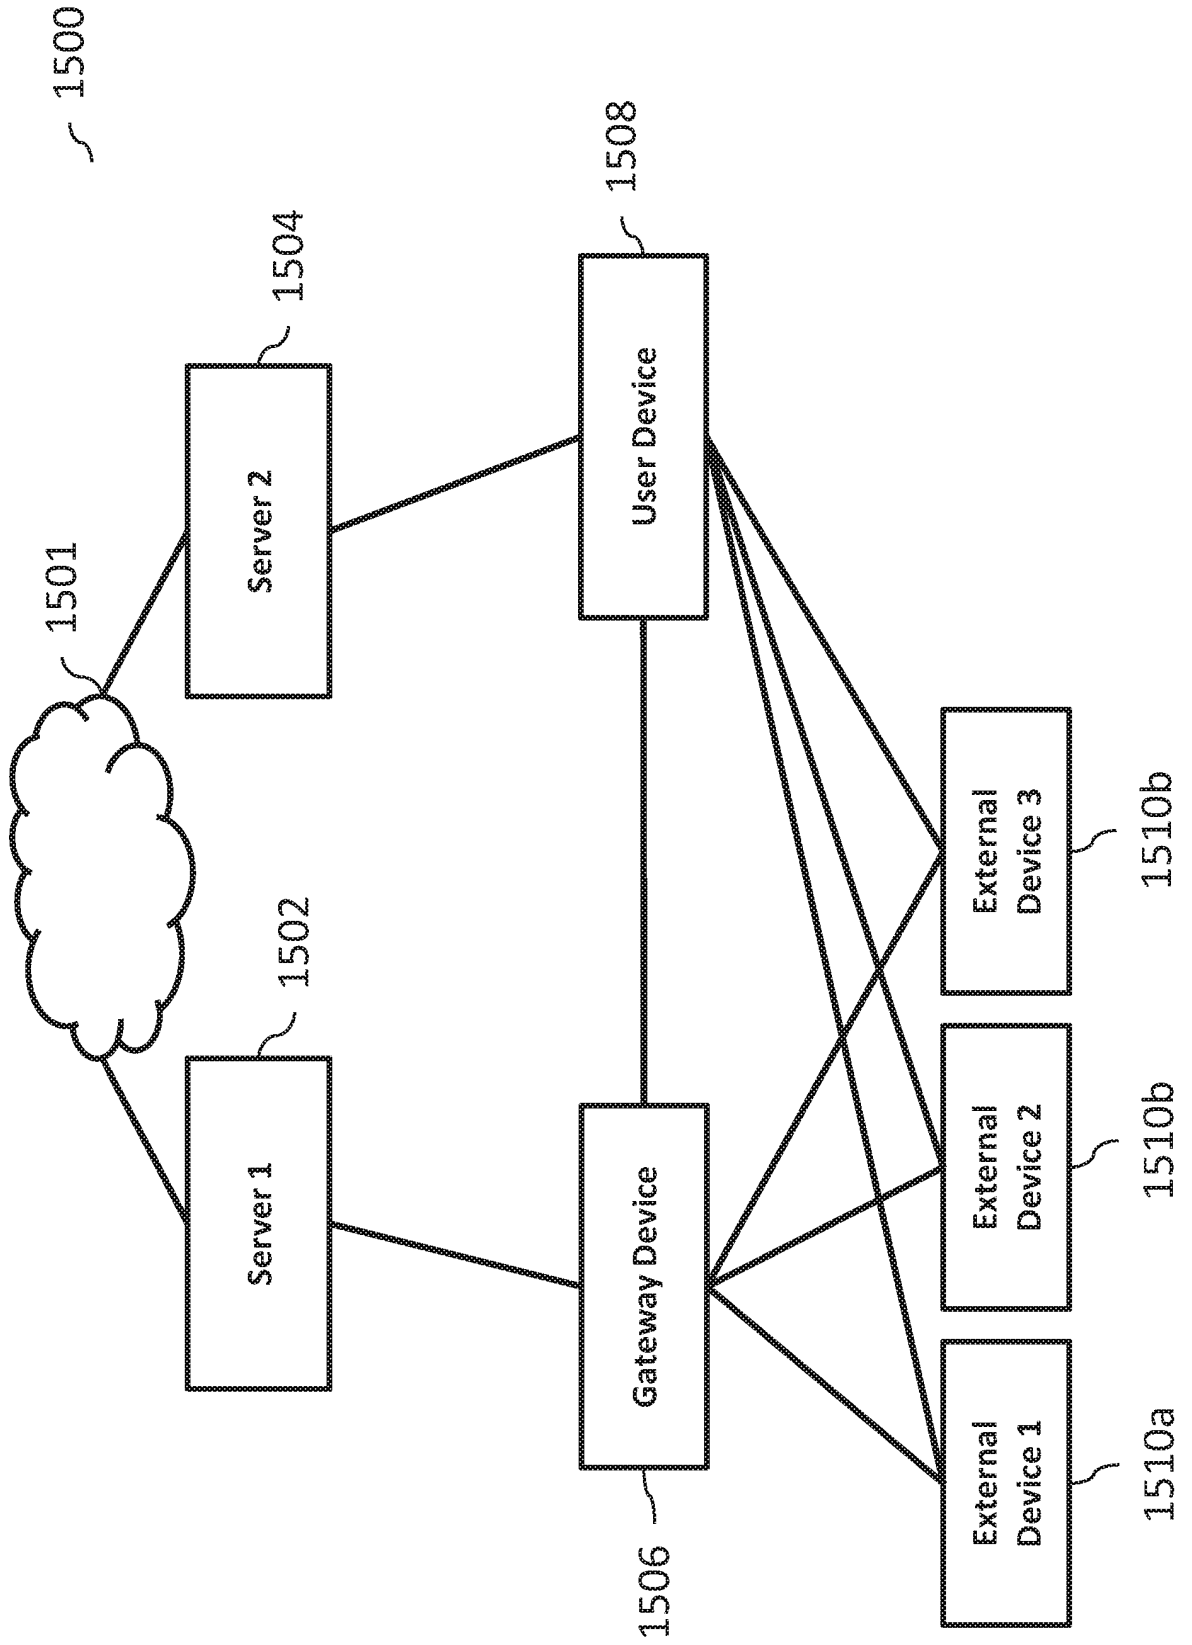 1500
1501
1502
Server 1
Server 2
1504
1506
Gateway Device
User Device
1508
External
Device 1
External
Device 2
External
Device 3
1510a
1510b
1510b